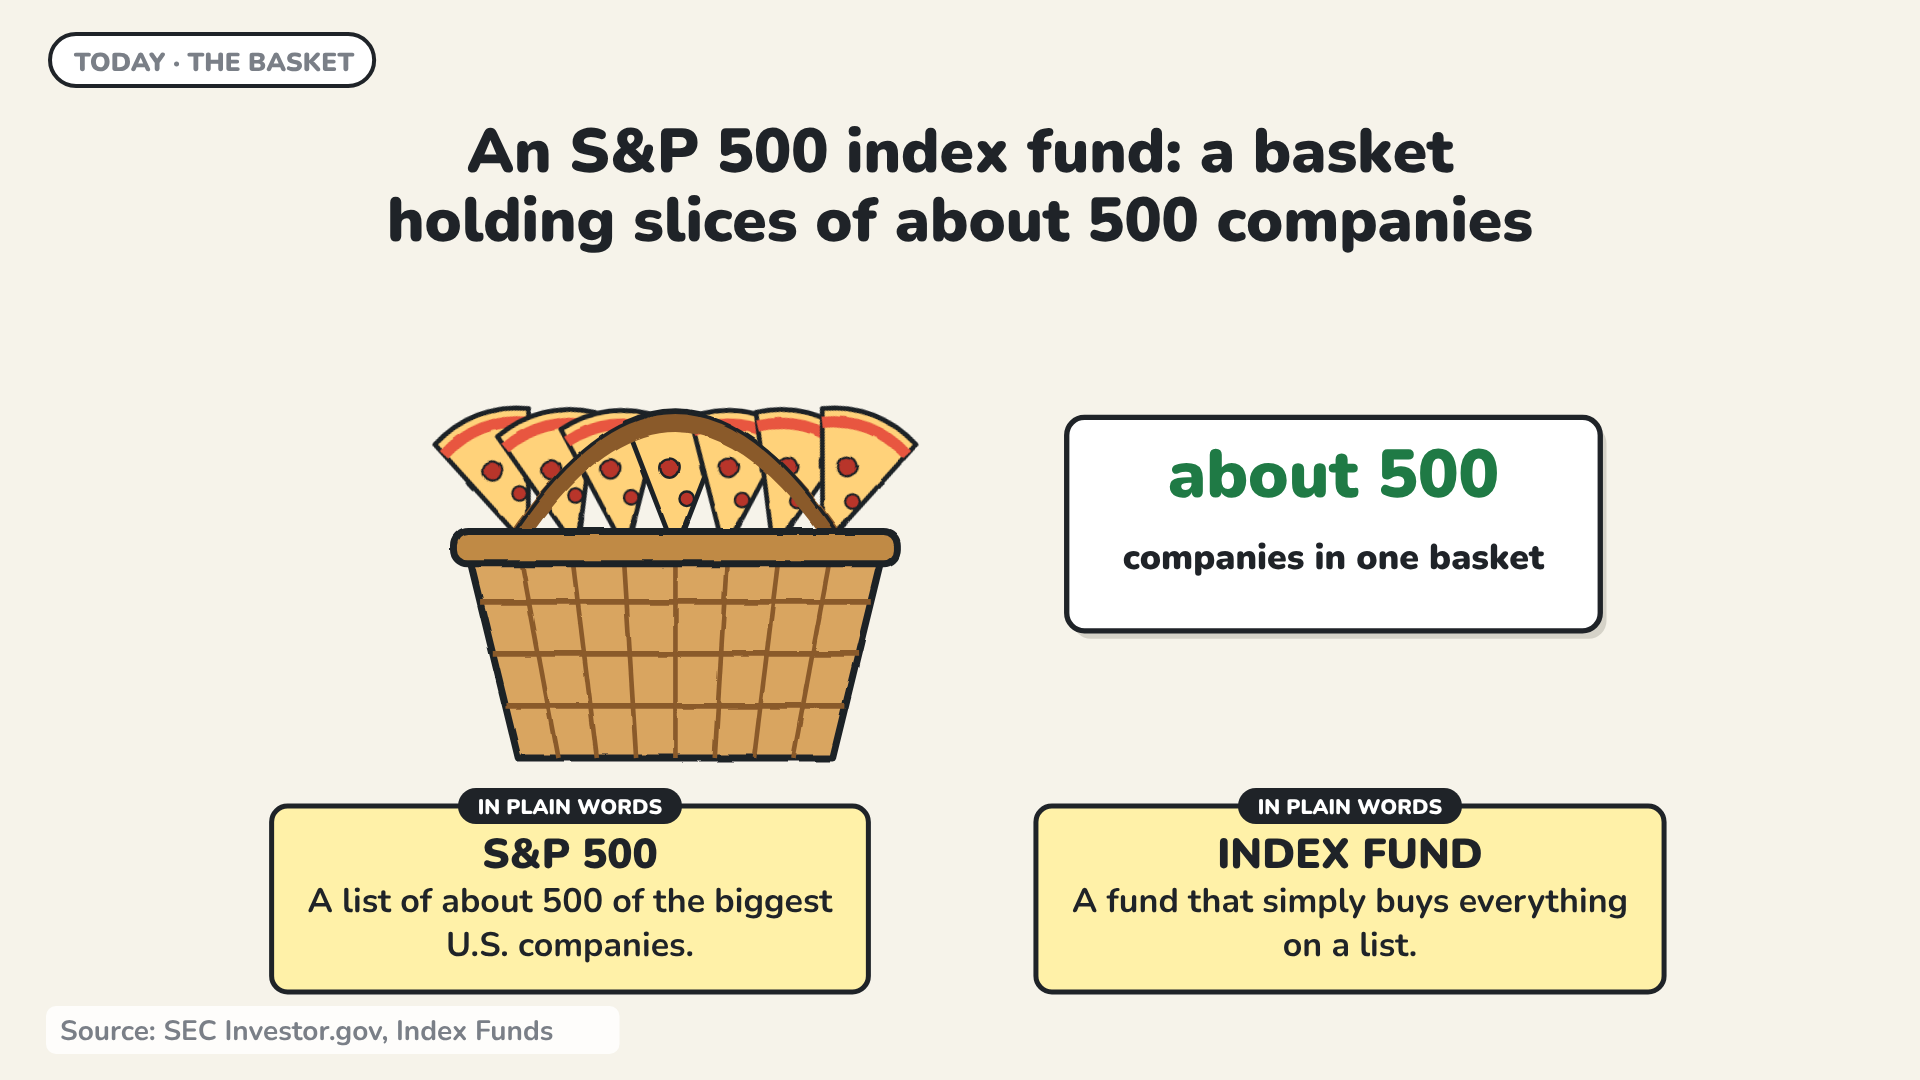 TODAY · THE BASKET
An S&P 500 index fund: a basket
holding slices of about 500 companies
about 500
companies in one basket
IN PLAIN WORDS
S&P 500
A list of about 500 of the biggest
U.S. companies.
IN PLAIN WORDS
INDEX FUND
A fund that simply buys everything
on a list.
Source: SEC Investor.gov, Index Funds